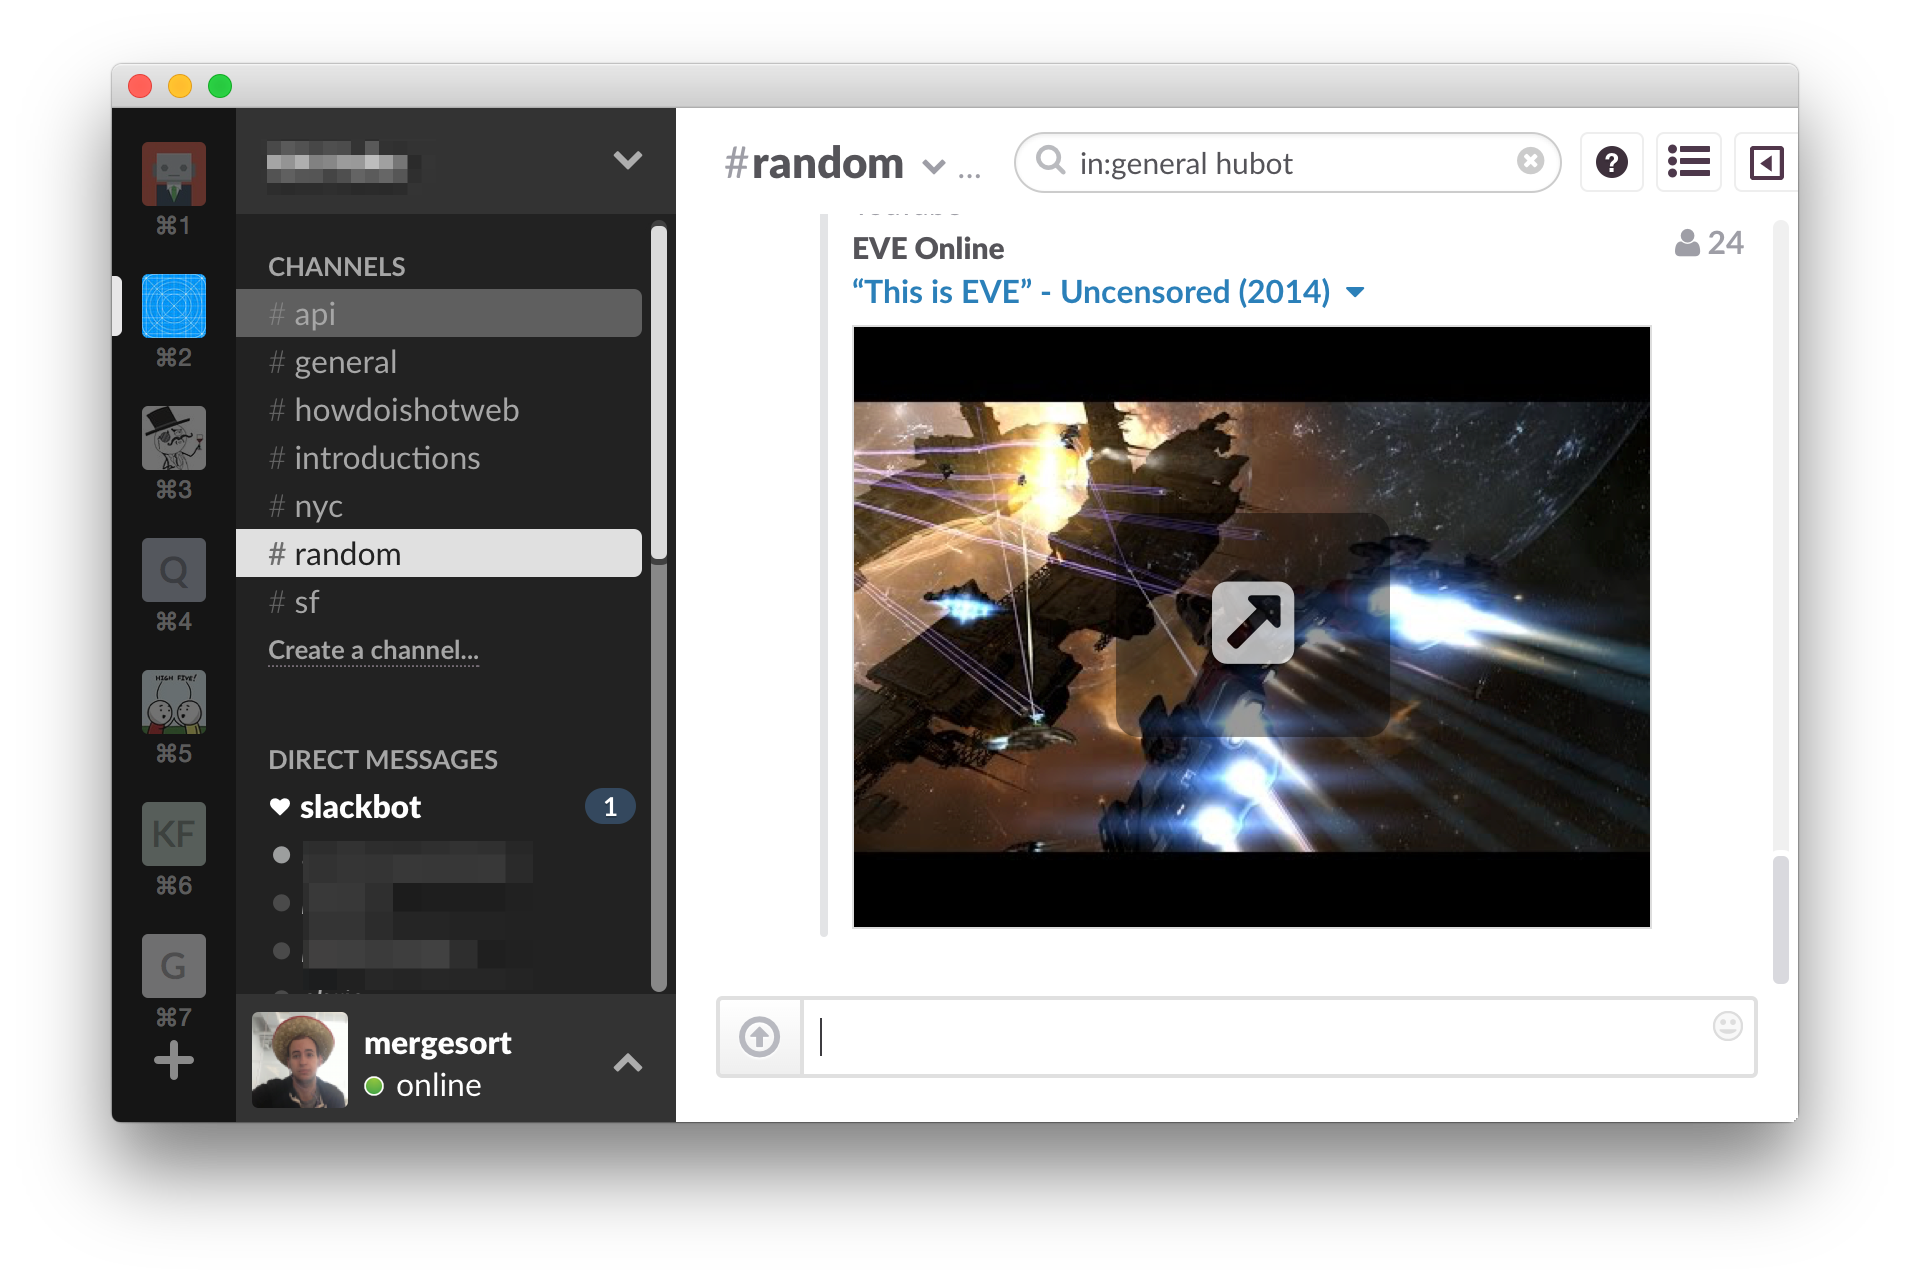 ⌘1
⌘2
⌘3
Q
⌘4
HIGH FIVE!
⌘5
KF
⌘6
G
⌘7
CHANNELS
# api
# general
# howdoishotweb
# introductions
# nyc
# random
# sf
Create a channel...
DIRECT MESSAGES
slackbot 1
mergesort
online
#random ...
in:general hubot
?
EVE Online
24
“This is EVE” - Uncensored (2014)